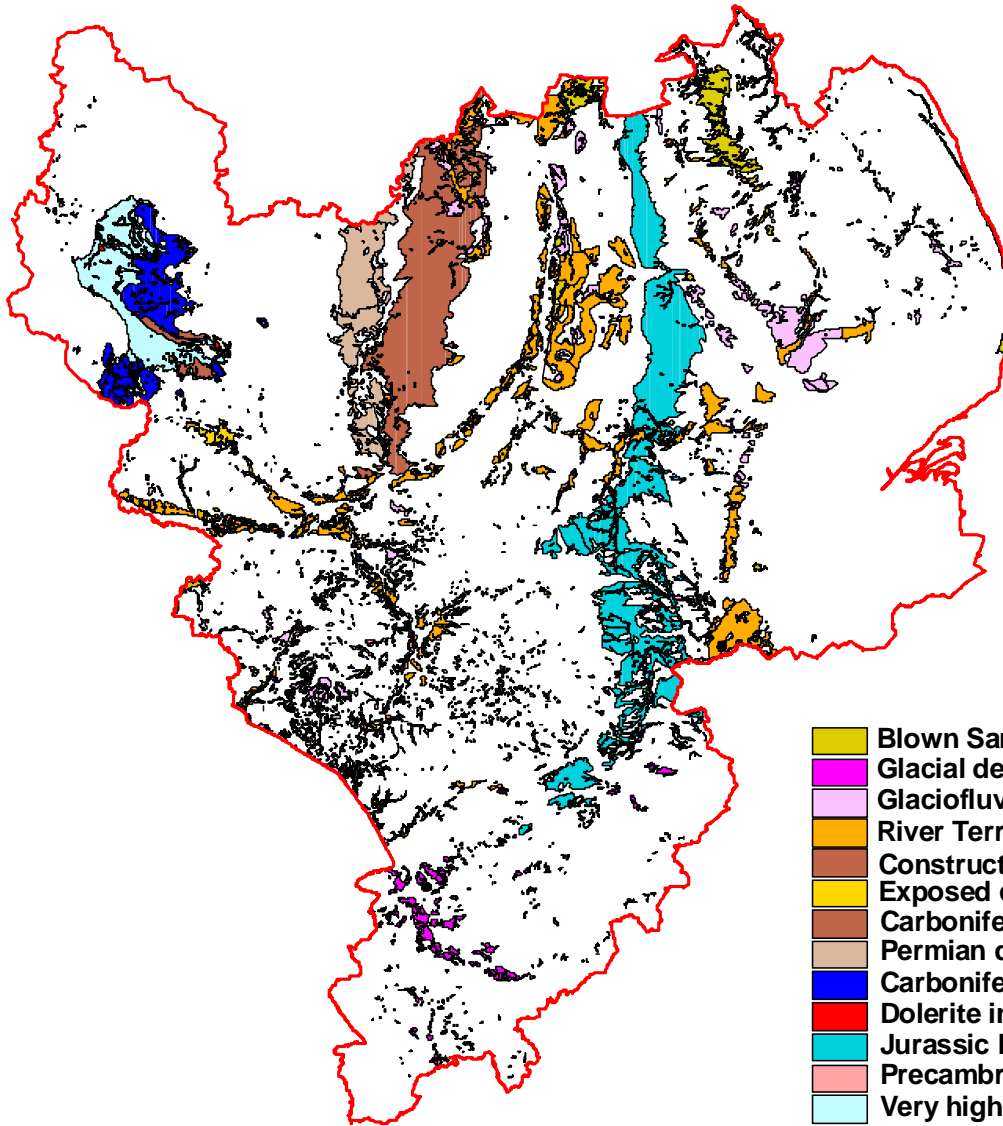 Blown Sa
Glacial de
Glaciofluv
River Terr
Construct
Exposed
Carbonife
Permian
Carbonife
Dolerite i
Jurassic
Precambr
Very high